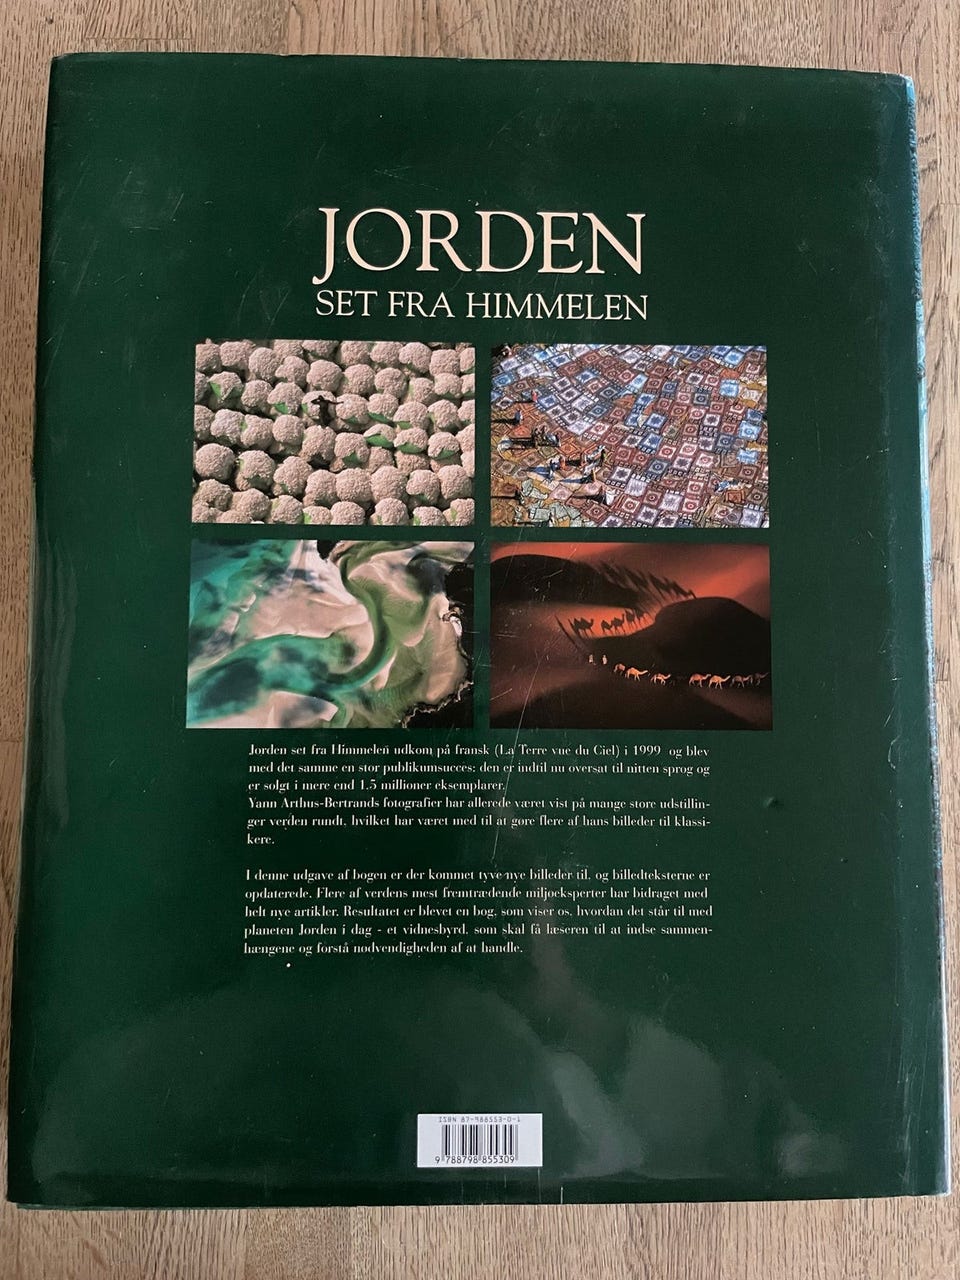 JORDEN
SET FRA HIMMELEN
Jorden set fra Himmelen udkom på fransk (La Terre vue du Ciel) i 1999 og blev
med det samme en stor publikumsucces: den er indtil nu oversat til nitten sprog og
er solgt i mere end 1,5 millioner eksemplarer.
Yann Arthus-Bertrands fotografier har allerede været vist på mange store udstillin-
ger verden rundt, hvilket har været med til at gøre flere af hans billeder til klassi-
kere.
I denne udgave af bogen er der kommet tyve nye billeder til, og billedteksterne er
opdaterede. Flere af verdens mest fremtrædende miljøeksperter har bidraget med
helt nye artikler. Resultatet er blevet en bog, som viser os, hvordan det står til med
planeten Jorden i dag - et vidnesbyrd, som skal få læseren til at indse sammen-
hængene og forstå nødvendigheden af at handle.
ISBN 87-988553-0-1
9 788798 855309